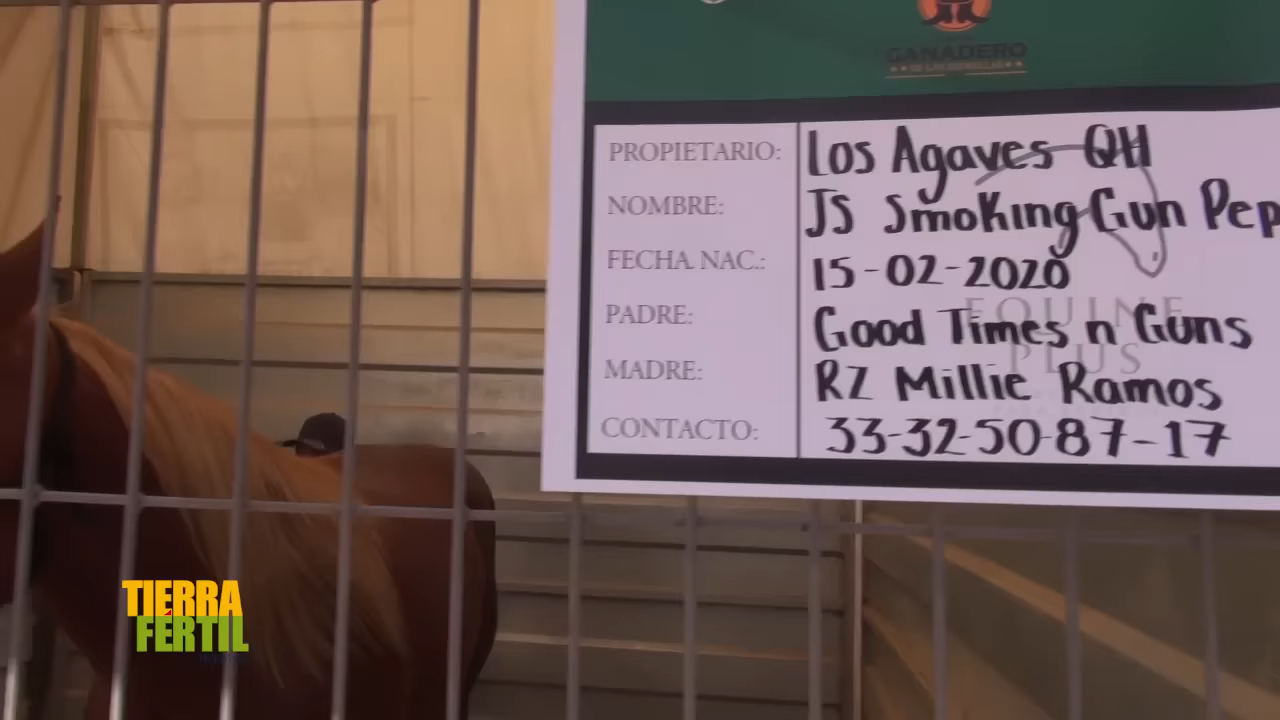 GANADERO
PROPIETARIO: Los Agaves QH
NOMBRE: JS Smoking Gun Pep
FECHA NAC.: 15-02-2020
PADRE: Good Times n Guns
MADRE: RZ Millie Ramos
CONTACTO: 33-32-50-87-17
EQUINE
PLUS
TIERRA
FÉRTIL